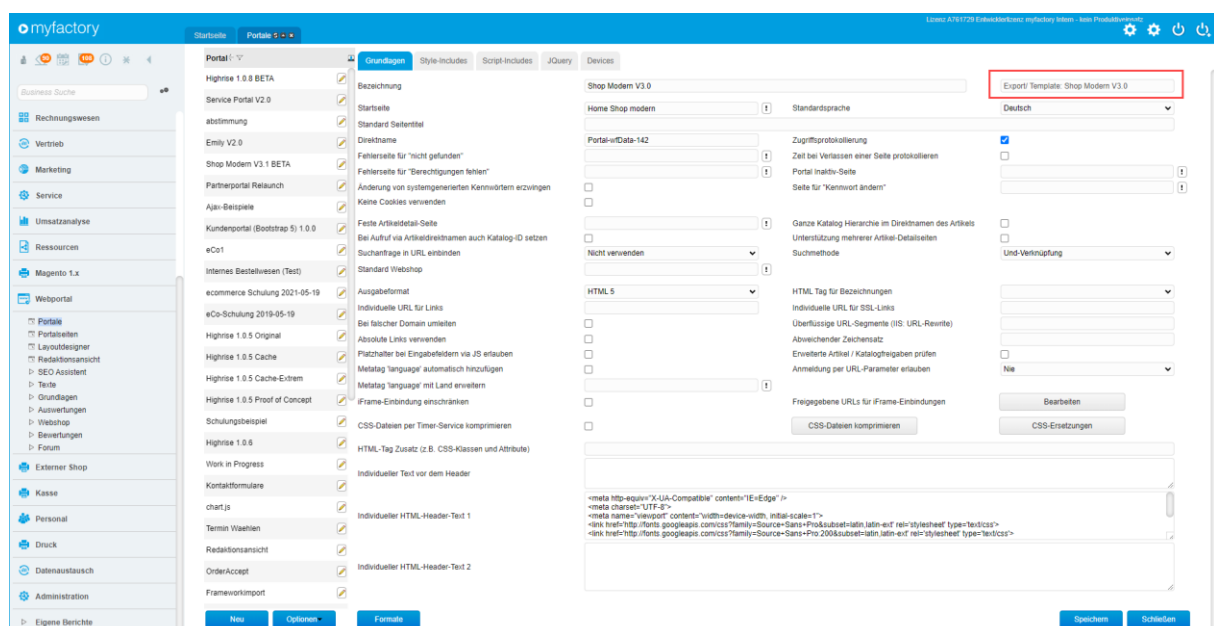 myfactory
Startseite
Portale
Lizenz A761729 Entwicklerlizenz myfactory Intern - kein Produktiveinsatz
Business Suche
Rechnungswesen
Vertrieb
Marketing
Service
Umsatzanalyse
Ressourcen
Magento 1.x
Webportal
Portale
Portalseiten
Layoutdesigner
Redaktionsansicht
SEO Assistent
Texte
Grundlagen
Auswertungen
Webshop
Bewertungen
Forum
Externer Shop
Kasse
Personal
Druck
Datenaustausch
Administration
Eigene Berichte
Portal
Highrise 1.0.8 BETA
Service Portal V2.0
abstimmung
Emily V2.0
Shop Modern V3.1 BETA
Partnerportal Relaunch
Ajax-Beispiele
Kundenportal (Bootstrap 5) 1.0.0
eCo1
Internes Bestellwesen (Test)
ecommerce Schulung 2021-05-19
eCo-Schulung 2019-05-19
Highrise 1.0.5 Original
Highrise 1.0.5 Cache
Highrise 1.0.5 Cache-Extrem
Highrise 1.0.5 Proof of Concept
Schulungsbeispiel
Highrise 1.0.6
Work in Progress
Kontaktformulare
chart.js
Termin Waehlen
Redaktionsansicht
OrderAccept
Frameworkimport
Neu
Optionen
Grundlagen Style-Includes Script-Includes JQuery Devices
Bezeichnung Shop Modern V3.0 Export/ Template: Shop Modern V3.0
Startseite Home Shop modern Standardsprache Deutsch
Standard Seitentitel
Direktname Portal-wfData-142 Zugriffsprotokollierung
Fehlerseite für "nicht gefunden" Zeit bei Verlassen einer Seite protokollieren
Fehlerseite für "Berechtigungen fehlen" Portal Inaktiv-Seite
Änderung von systemgenerierten Kennwörtern erzwingen Seite für "Kennwort ändern"
Keine Cookies verwenden
Feste Artikeldetail-Seite Ganze Katalog Hierarchie im Direktnamen des Artikels
Bei Aufruf via Artikeldirektnamen auch Katalog-ID setzen Unterstützung mehrerer Artikel-Detailseiten
Suchanfrage in URL einbinden Nicht verwenden Suchmethode Und-Verknüpfung
Standard Webshop
Ausgabeformat HTML 5 HTML Tag für Bezeichnungen
Individuelle URL für Links Individuelle URL für SSL-Links
Bei falscher Domain umleiten Überflüssige URL-Segmente (IIS: URL-Rewrite)
Absolute Links verwenden Abweichender Zeichensatz
Platzhalter bei Eingabefeldern via JS erlauben Erweiterte Artikel / Katalogfreigaben prüfen
Metatag 'language' automatisch hinzufügen Anmeldung per URL-Parameter erlauben Nie
Metatag 'language' mit Land erweitern
iFrame-Einbindung einschränken Freigegebene URLs für iFrame-Einbindungen Bearbeiten
CSS-Dateien per Timer-Service komprimieren CSS-Dateien komprimieren CSS-Ersetzungen
HTML-Tag Zusatz (z.B. CSS-Klassen und Attribute)
Individueller Text vor dem Header
Individueller HTML-Header-Text 1
<meta http-equiv="X-UA-Compatible" content="IE=Edge" />
<meta charset="UTF-8">
<meta name="viewport" content="width=device-width, initial-scale=1">
<link href='http://fonts.googleapis.com/css?family=Source+Sans+Pro&subset=latin,latin-ext' rel='stylesheet' type='text/css'>
<link href='http://fonts.googleapis.com/css?family=Source+Sans+Pro:200&subset=latin,latin-ext' rel='stylesheet' type='text/css'>
Individueller HTML-Header-Text 2
Formate
Speichern
Schließen